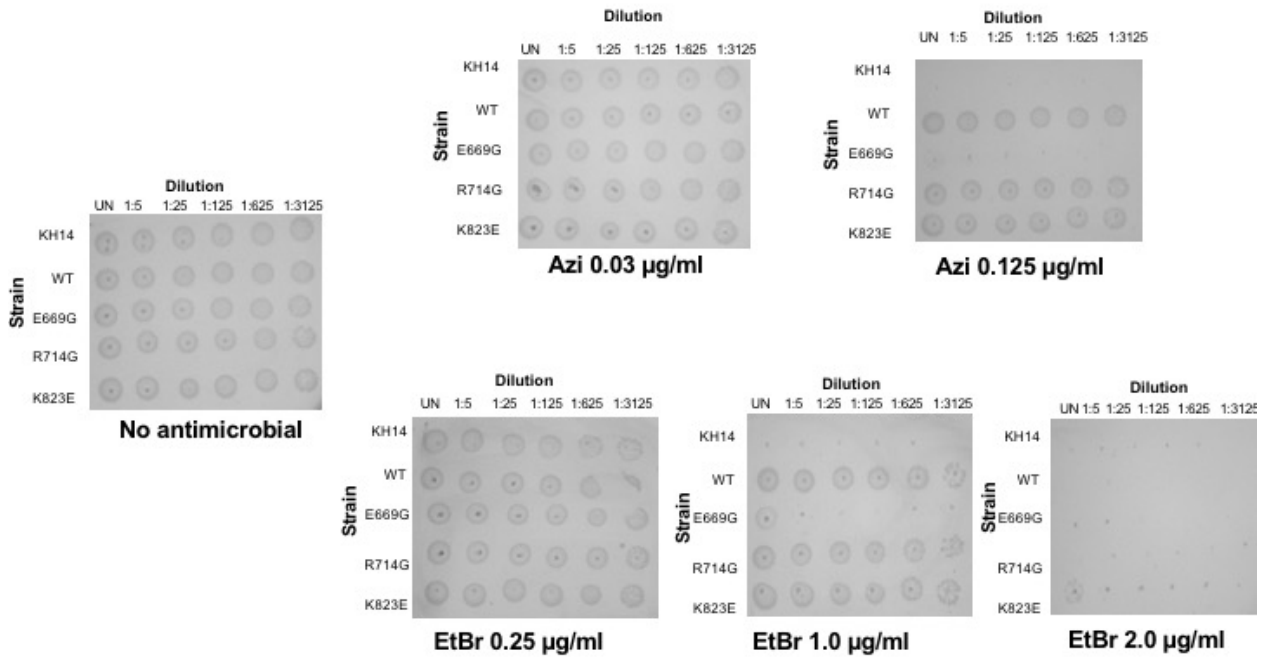 Dilution
UN 1:5 1:25 1:125 1:625 1:3125
Strain
KH14
WT
E669G
R714G
K823E
No antimicrobial
Dilution
UN 1:5 1:25 1:125 1:625 1:3125
Strain
KH14
WT
E669G
R714G
K823E
Azi 0.03 µg/ml
Dilution
UN 1:5 1:25 1:125 1:625 1:3125
Strain
KH14
WT
E669G
R714G
K823E
Azi 0.125 µg/ml
Dilution
UN 1:5 1:25 1:125 1:625 1:3125
Strain
KH14
WT
E669G
R714G
K823E
EtBr 0.25 µg/ml
Dilution
UN 1:5 1:25 1:125 1:625 1:3125
Strain
KH14
WT
E669G
R714G
K823E
EtBr 1.0 µg/ml
Dilution
UN 1:5 1:25 1:125 1:625 1:3125
Strain
KH14
WT
E669G
R714G
K823E
EtBr 2.0 µg/ml